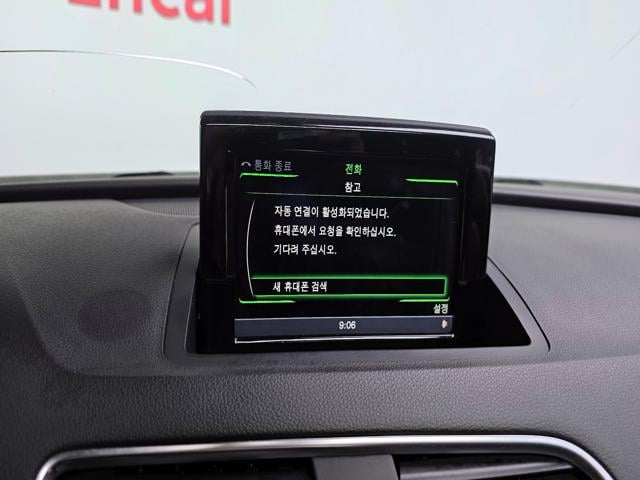 Encar
통화 종료
전화
참고
자동 연결이 활성화되었습니다.
휴대폰에서 요청을 확인하십시오.
기다려 주십시오.
새 휴대폰 검색
설정
9:06